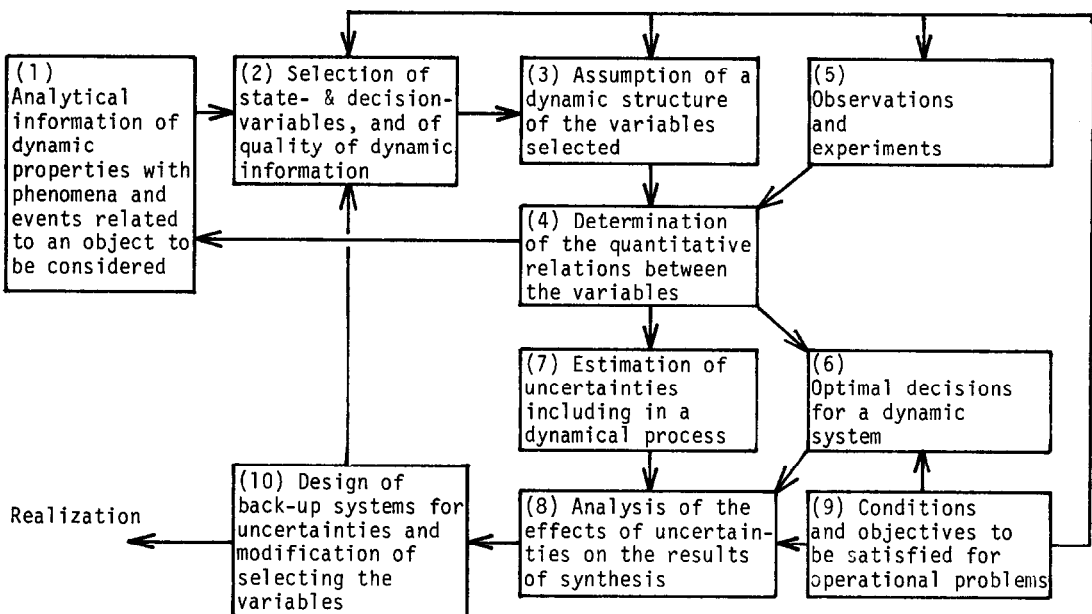 (1)
Analytical
information of
dynamic
properties with
phenomena and
events related
to an object to
be considered
(2) Selection of
state- & decision-
variables, and of
quality of dynamic
information
(3) Assumption of a
dynamic structure
of the variables
selected
(5)
Observations
and
experiments
(4) Determination
of the quantitative
relations between
the variables
(7) Estimation of
uncertainties
including in a
dynamical process
(6)
Optimal decisions
for a dynamic
system
(10) Design of
back-up systems for
uncertainties and
modification of
selecting the
variables
(8) Analysis of the
effects of uncertain-
ties on the results
of synthesis
(9) Conditions
and objectives to
be satisfied for
operational problems
Realization